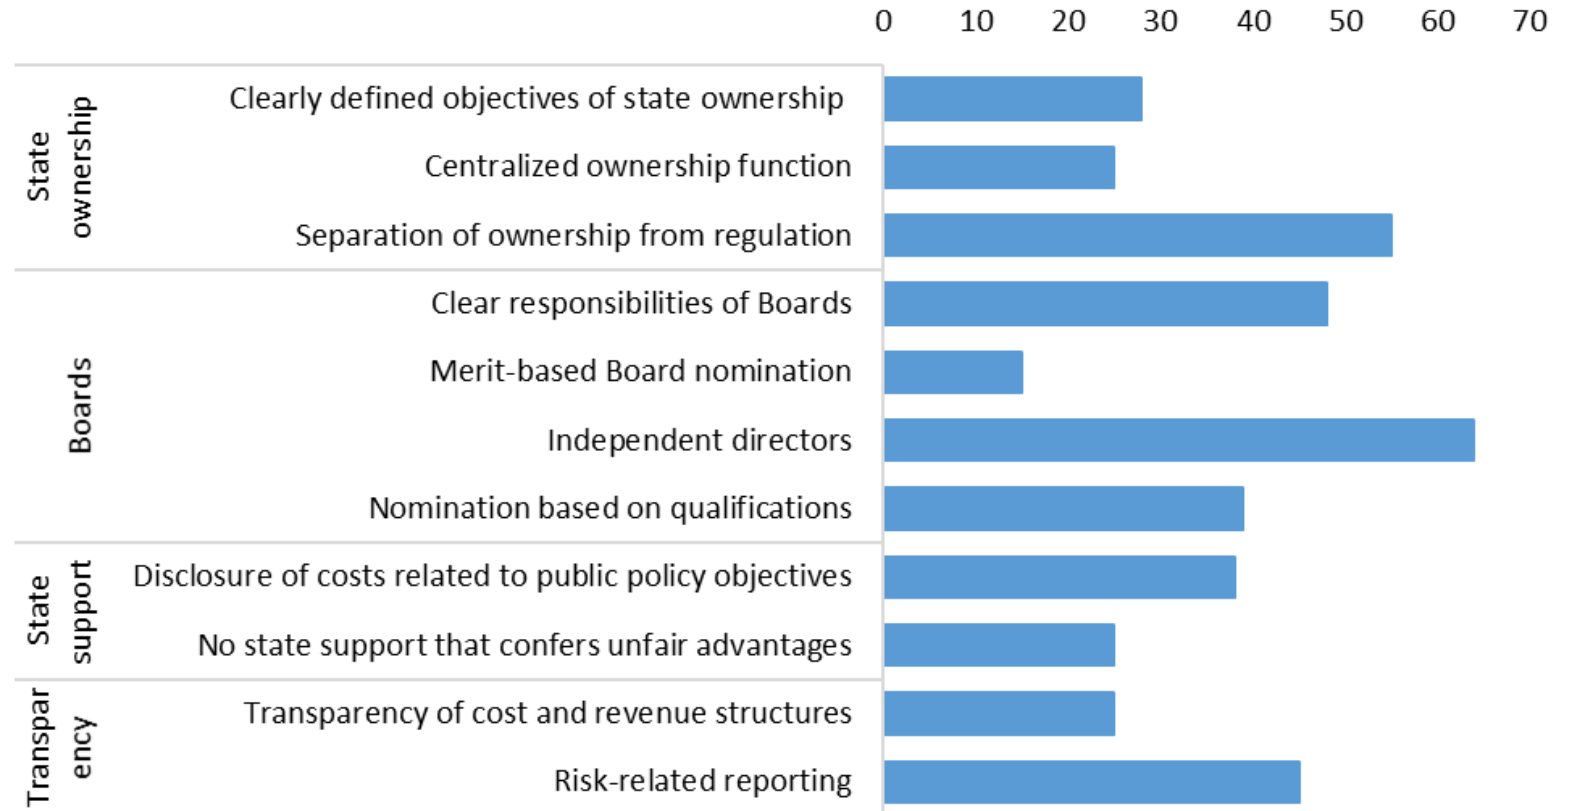 0 10 20 30 40 50 60 70
State
ownership
Clearly defined objectives of state ownership
Centralized ownership function
Separation of ownership from regulation
Boards
Clear responsibilities of Boards
Merit-based Board nomination
Independent directors
Nomination based on qualifications
State
support
Disclosure of costs related to public policy objectives
No state support that confers unfair advantages
Transpar
ency
Transparency of cost and revenue structures
Risk-related reporting